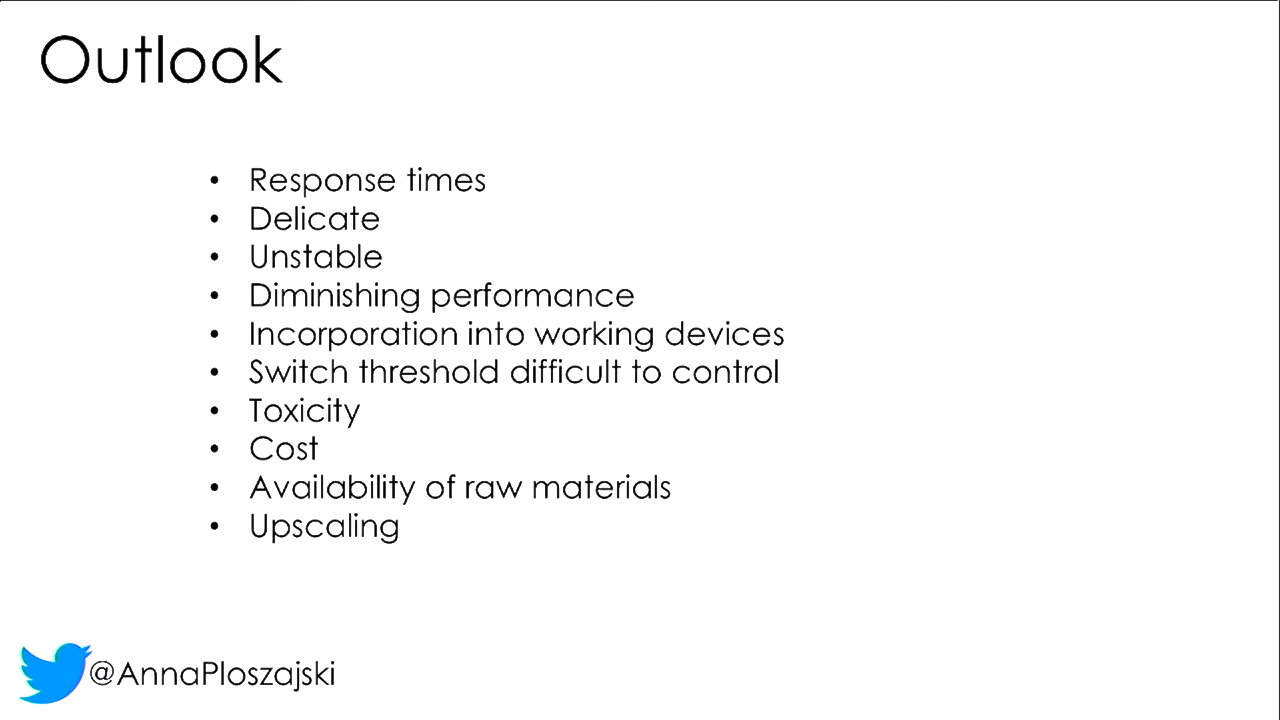 Outlook
• Response times
• Delicate
• Unstable
• Diminishing performance
• Incorporation into working devices
• Switch threshold difficult to control
• Toxicity
• Cost
• Availability of raw materials
• Upscaling
@AnnaPloszajski